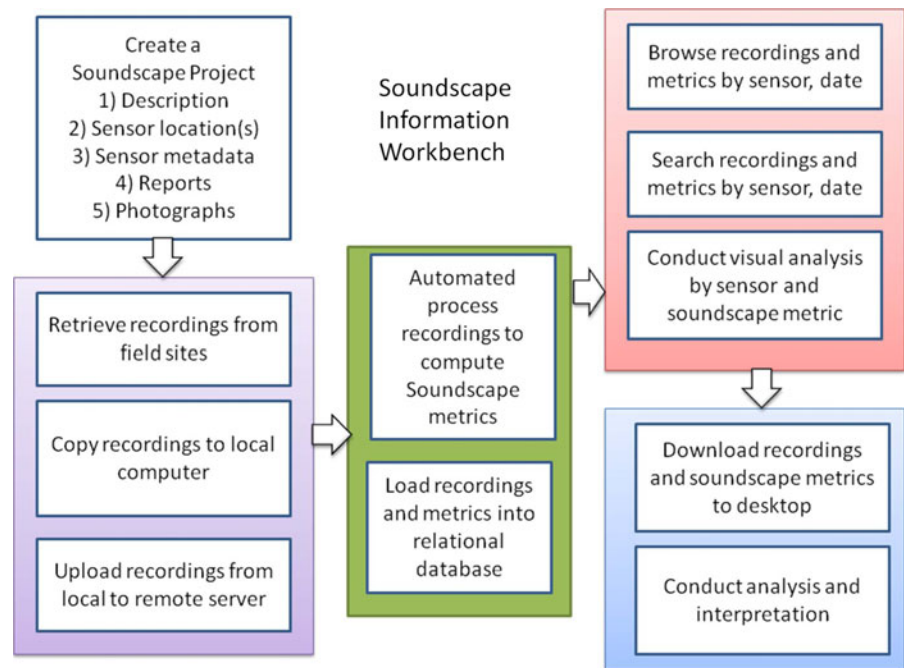 Create a
Soundscape Project
1) Description
2) Sensor location(s)
3) Sensor metadata
4) Reports
5) Photographs
Retrieve recordings from
field sites
Copy recordings to local
computer
Upload recordings from
local to remote server
Soundscape
Information
Workbench
Automated
process
recordings to
compute
Soundscape
metrics
Load recordings
and metrics into
relational
database
Browse recordings and
metrics by sensor, date
Search recordings and
metrics by sensor, date
Conduct visual analysis
by sensor and
soundscape metric
Download recordings
and soundscape metrics
to desktop
Conduct analysis and
interpretation